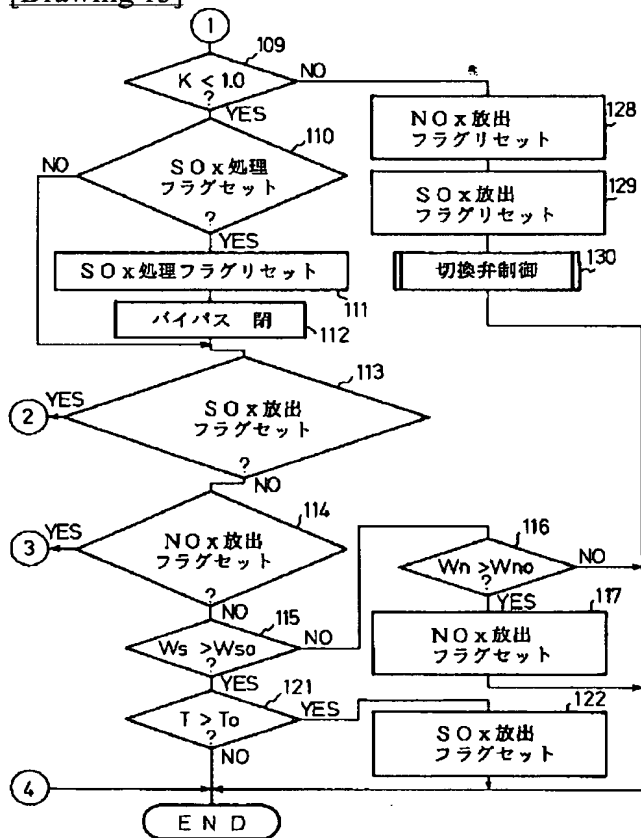 [Drawing 15]
1
109
K < 1.0
?
NO
YES
110
NO
SOx処理
フラグセット
?
YES
SOx処理フラグリセット
111
バイパス 閉
112
113
YES
2
SOx放出
フラグセット
?
NO
114
YES
3
NOx放出
フラグセット
?
NO
115
Ws >Wso
?
NO
YES
121
T > To
?
YES
NO
4
END
128
NOx放出
フラグリセット
129
SOx放出
フラグリセット
130
切換弁制御
116
Wn >Wno
?
NO
YES
117
NOx放出
フラグセット
122
SOx放出
フラグセット